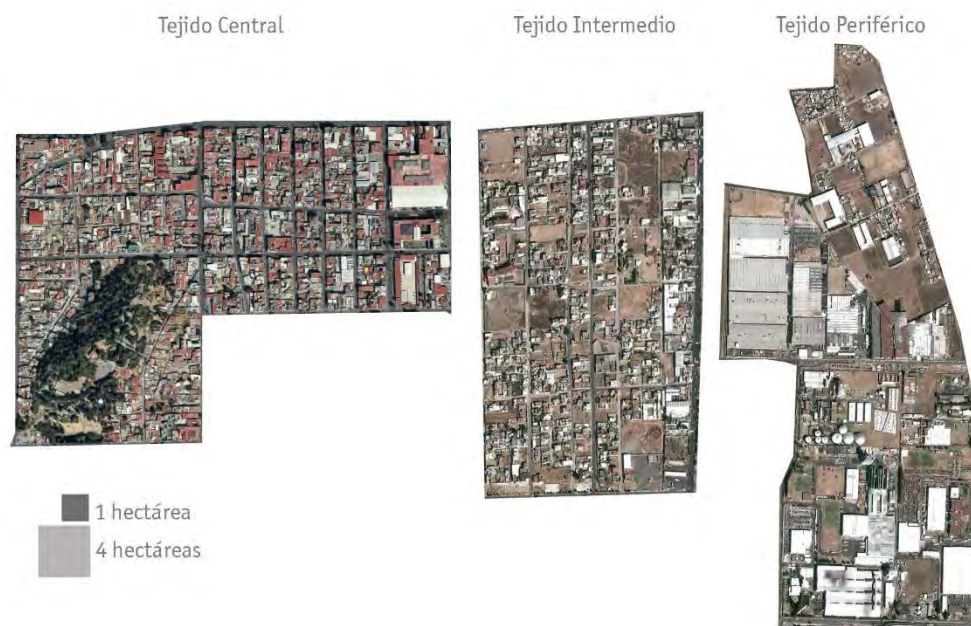 Tejido Central
Tejido Intermedio
Tejido Periférico
1 hectárea
4 hectáreas